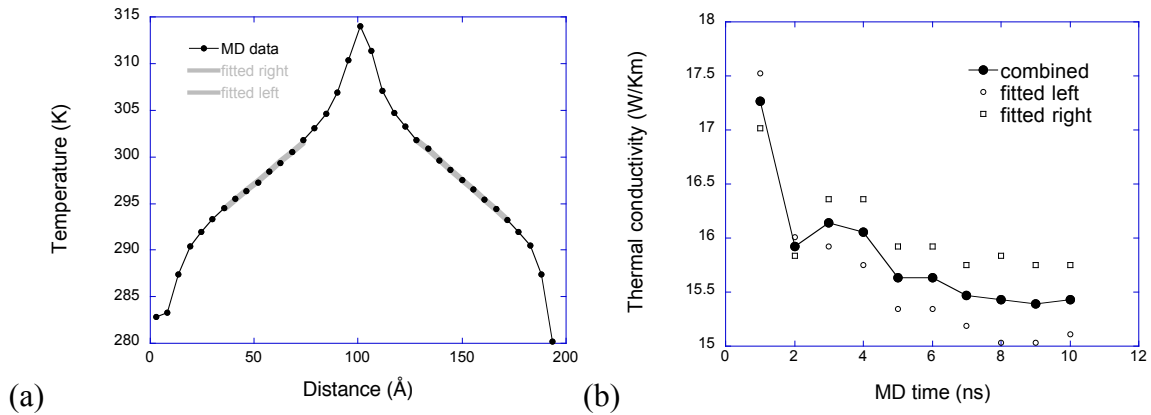 315
310
305
300
295
290
285
280
0
50
100
150
200
Temperature (K)
Distance (Å)
MD data
fitted right
fitted left
(a)
18
17.5
17
16.5
16
15.5
15
0
2
4
6
8
10
12
Thermal conductivity (W/Km)
MD time (ns)
combined
fitted left
fitted right
(b)